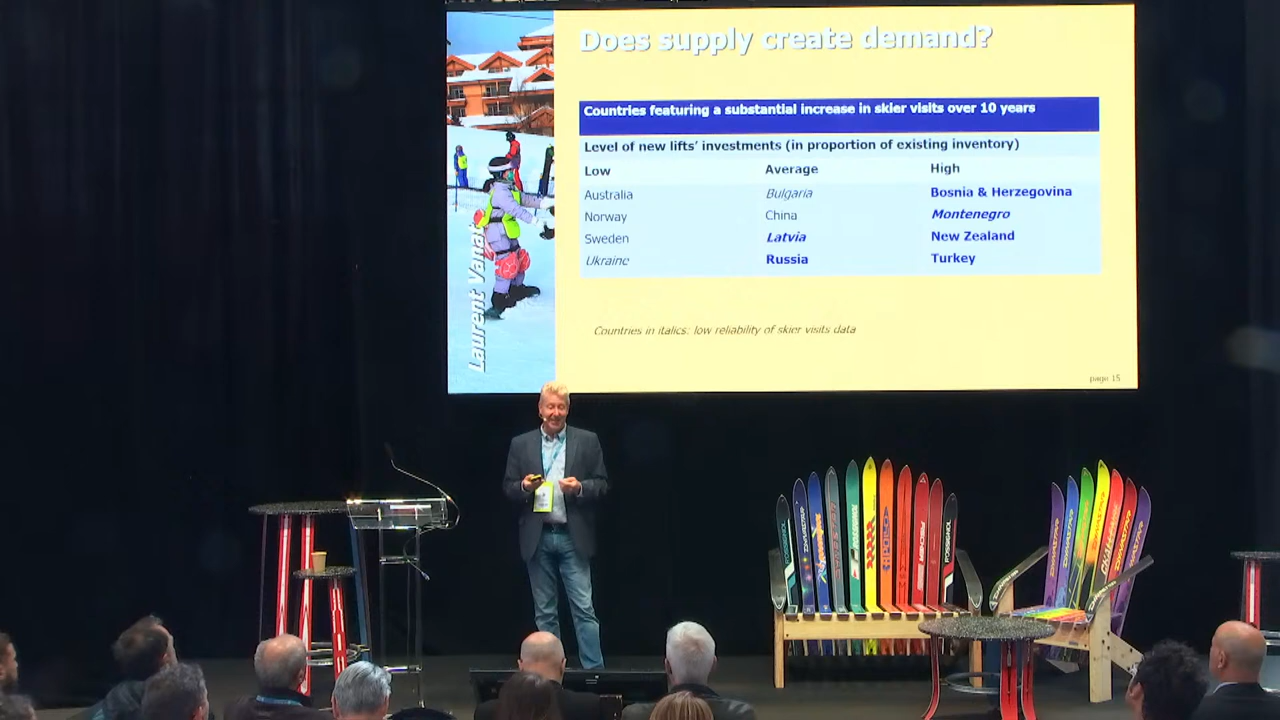 Does supply create demand?
Countries featuring a substantial increase in skier visits over 10 years
Level of new lifts' investments (in proportion of existing inventory)
Low Average High
Australia Bulgaria Bosnia & Herzegovina
Norway China Montenegro
Sweden Latvia New Zealand
Ukraine Russia Turkey
Countries in italics: low reliability of skier visits data
page 15
Laurent Vanat
ROSSIGNOL
DYNASTAR